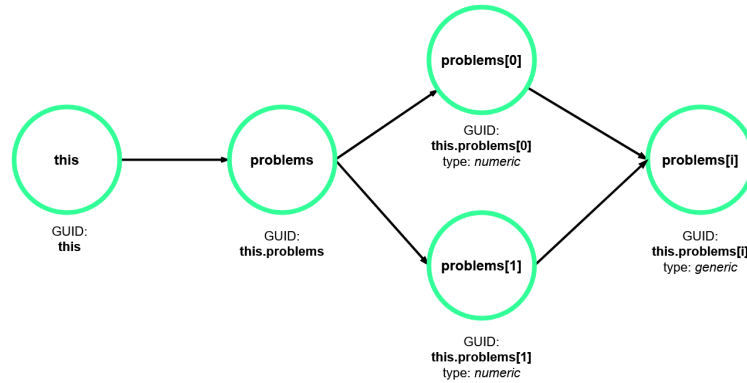 this
GUID:
this
problems
GUID:
this.problems
problems[0]
GUID:
this.problems[0]
type: numeric
problems[1]
GUID:
this.problems[1]
type: numeric
problems[i]
GUID:
this.problems[i]
type: generic